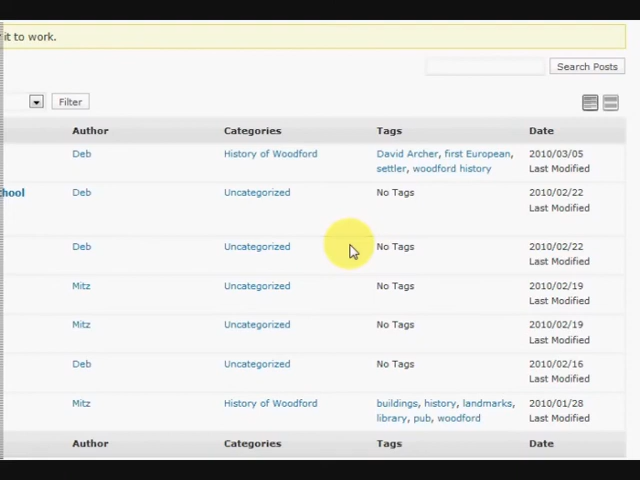 it to work.
Search Posts
Filter
Author Categories Tags Date
Deb History of Woodford David Archer, first European, 2010/03/05
settler, woodford history Last Modified
chool Deb Uncategorized No Tags 2010/02/22
Last Modified
Deb Uncategorized No Tags 2010/02/22
Last Modified
Mitz Uncategorized No Tags 2010/02/19
Last Modified
Mitz Uncategorized No Tags 2010/02/19
Last Modified
Deb Uncategorized No Tags 2010/02/16
Last Modified
Mitz History of Woodford buildings, history, landmarks, 2010/01/28
library, pub, woodford Last Modified
Author Categories Tags Date